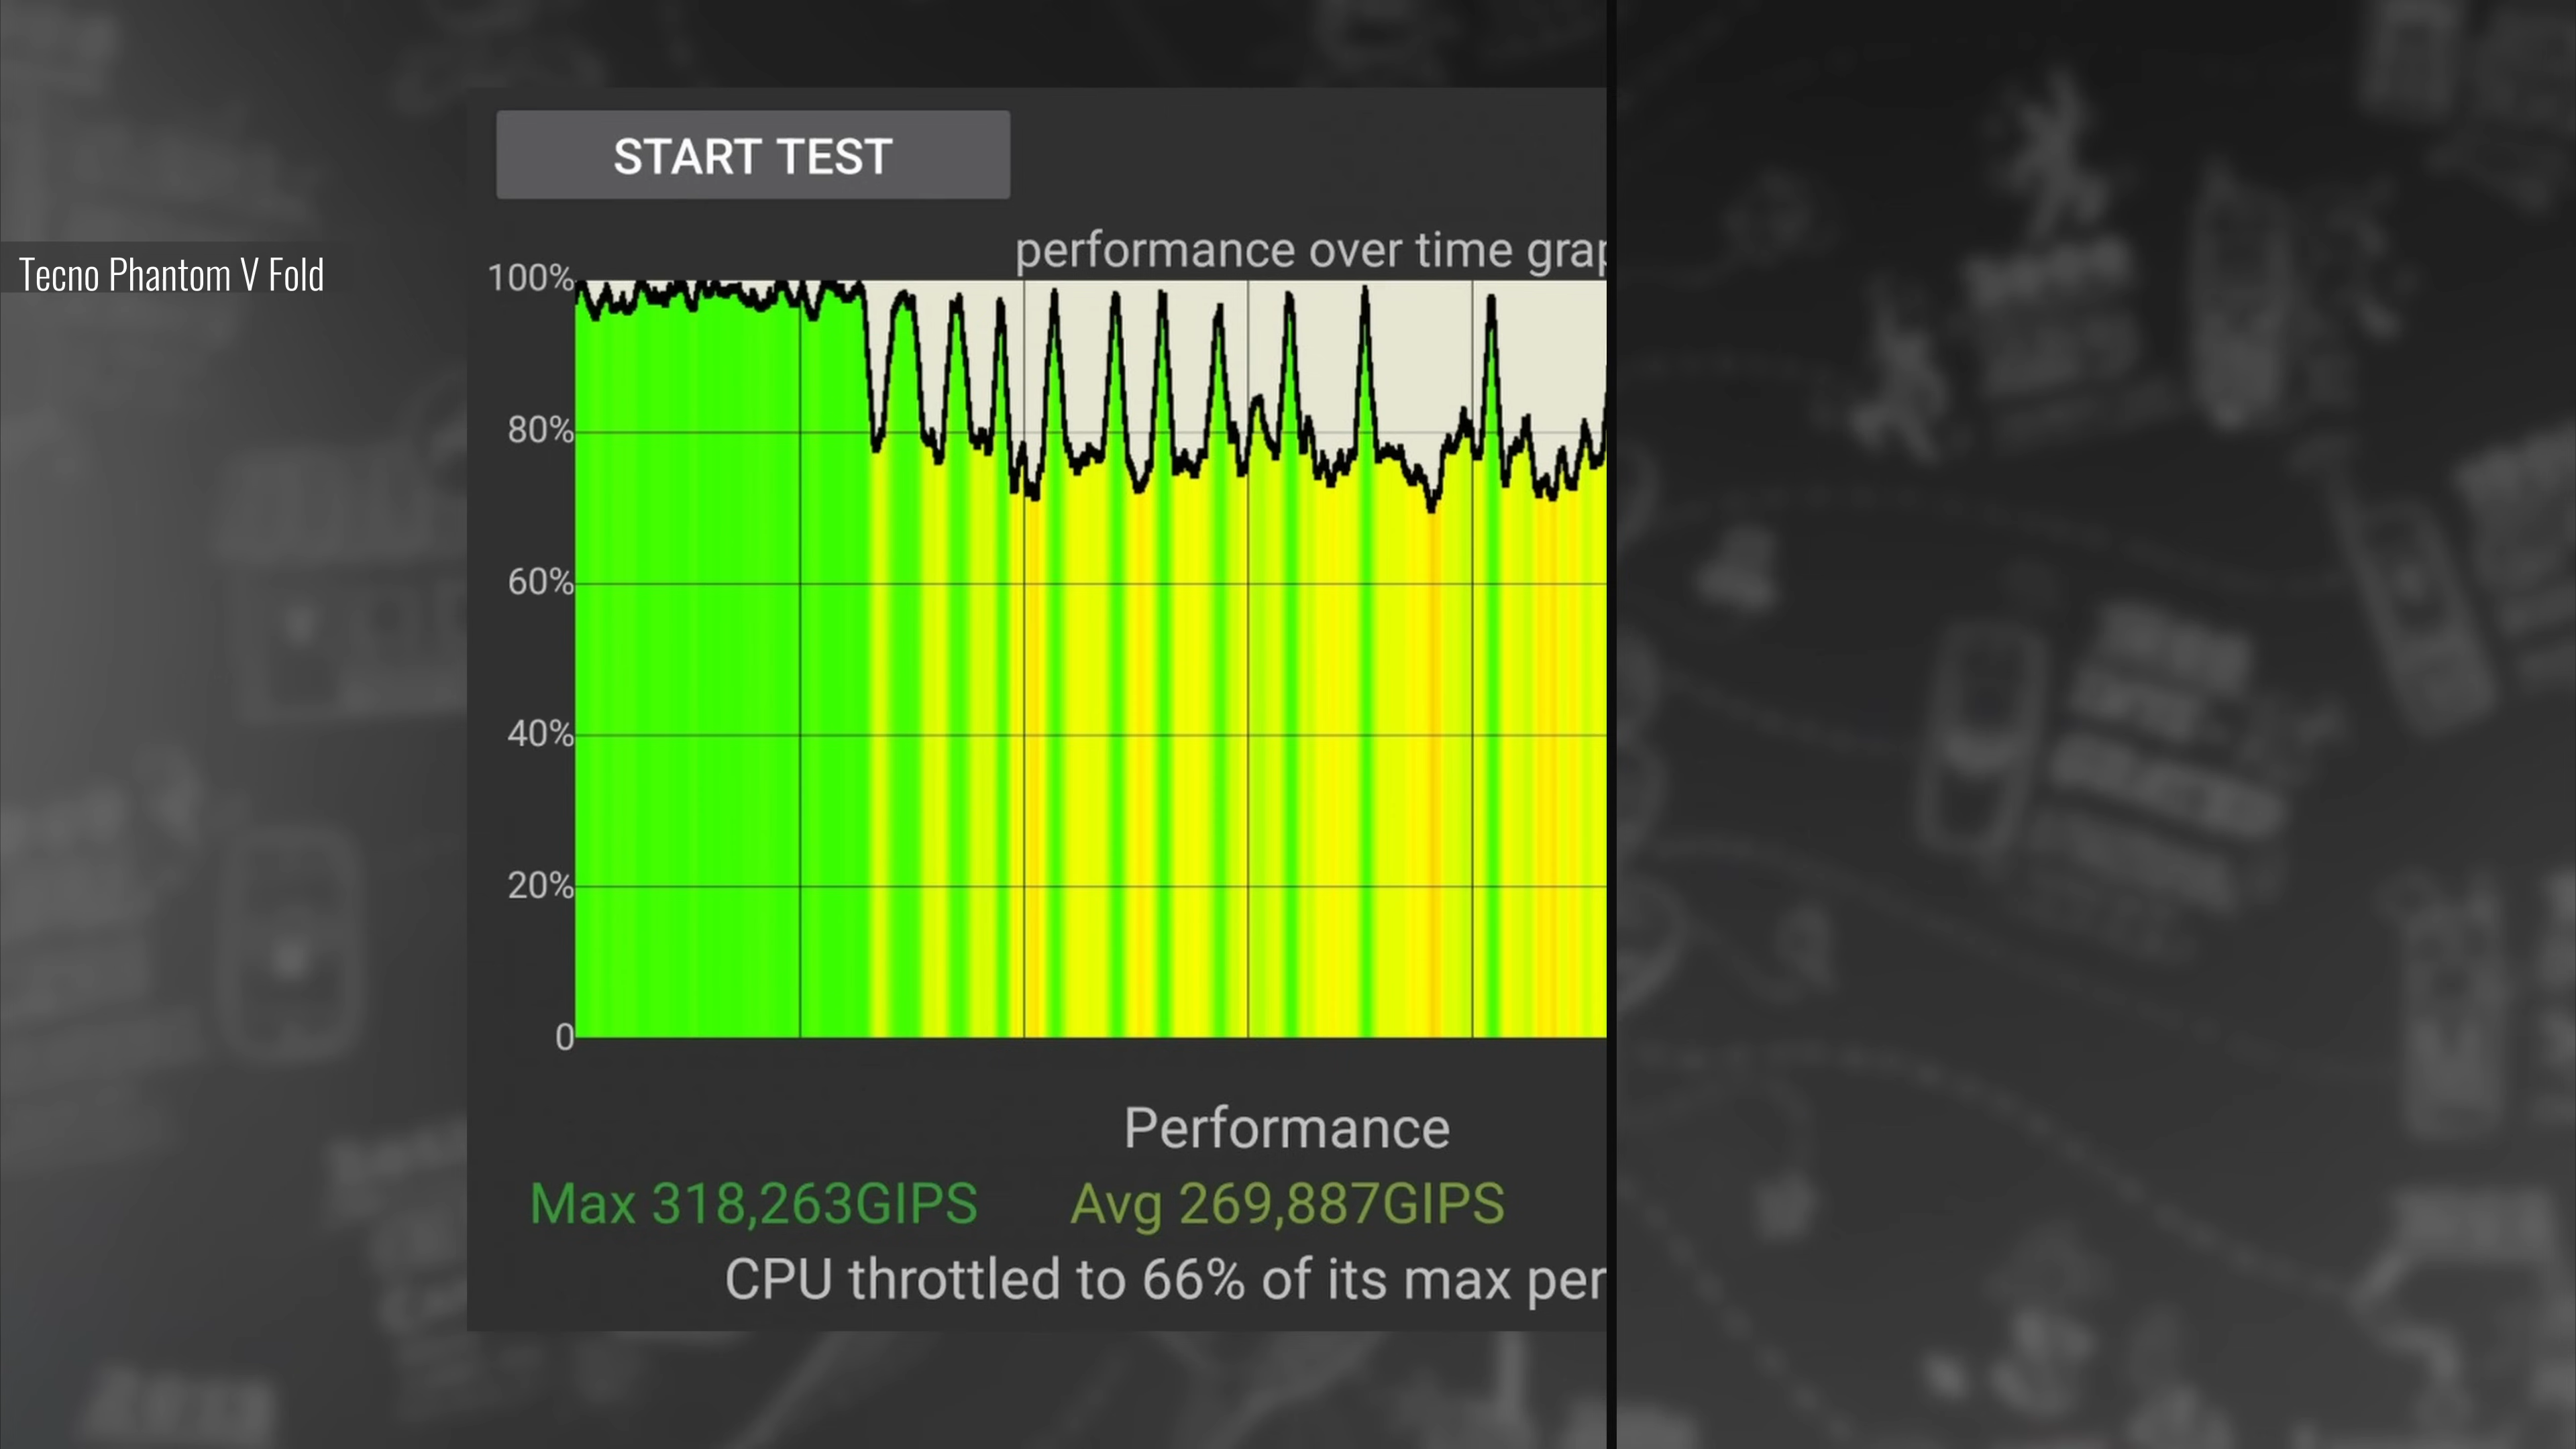 START TEST
performance over time grap
Tecno Phantom V Fold
100%
80%
60%
40%
20%
0
Performance
Max 318,263GIPS Avg 269,887GIPS
CPU throttled to 66% of its max per